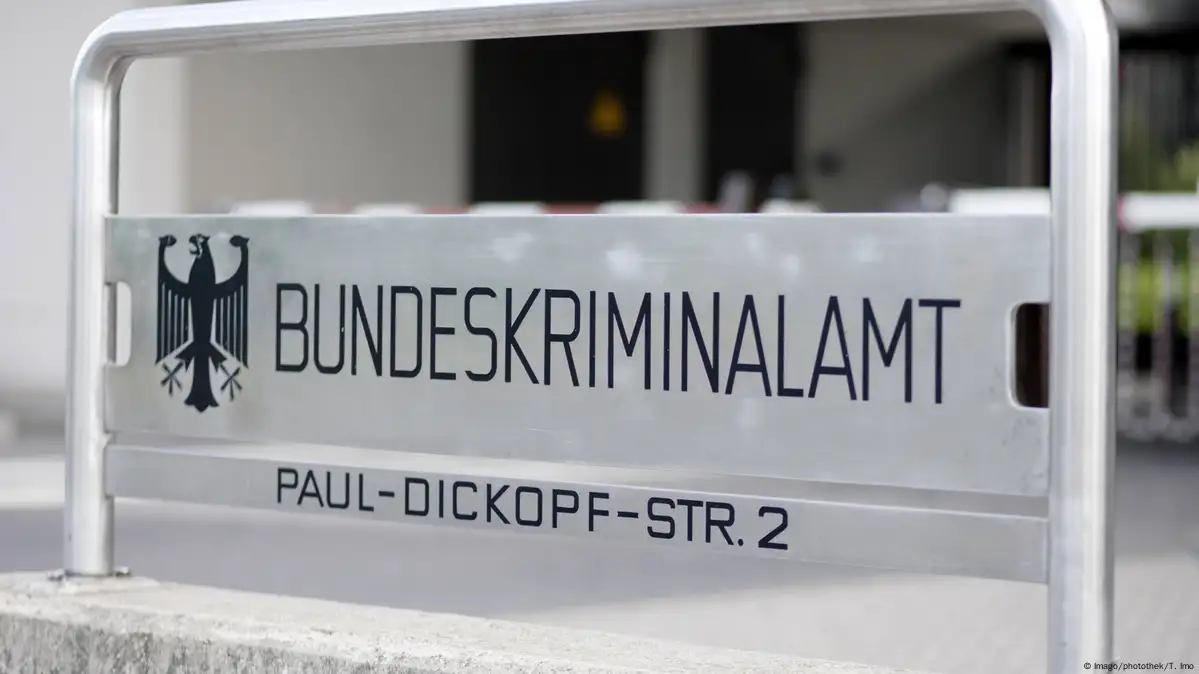 BUNDESKRIMINALAMT
PAUL-DICKOPF-STR. 2
© Imago/photothek/T. Imo